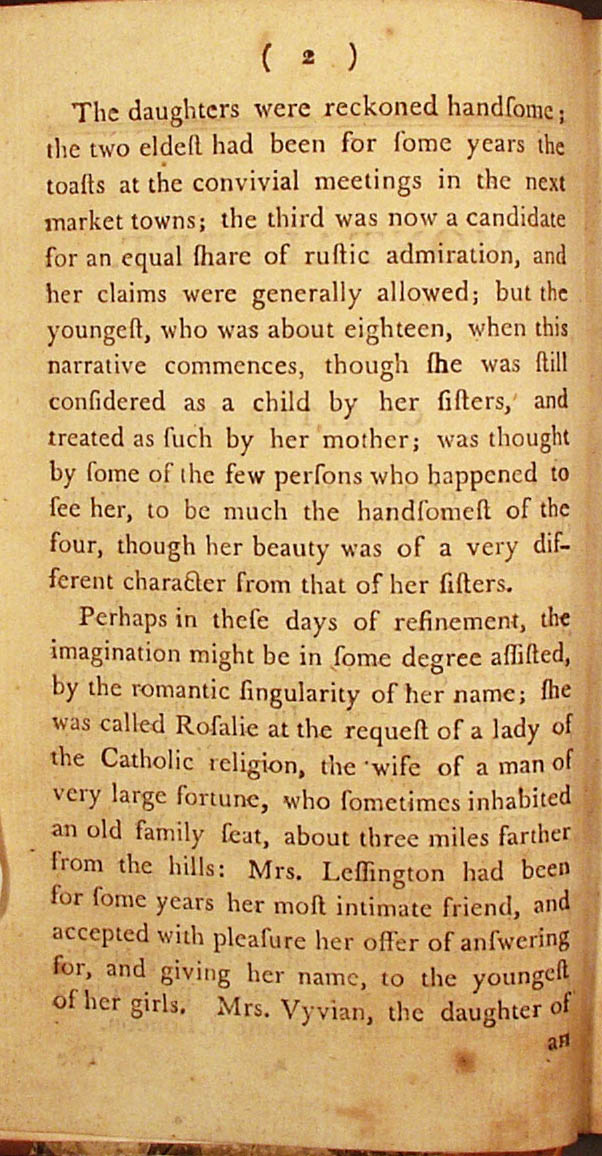 ( 2 )
The daughters were reckoned handſome;
the two eldeſt had been for ſome years the
toaſts at the convivial meetings in the next
market towns; the third was now a candidate
for an equal ſhare of ruſtic admiration, and
her claims were generally allowed; but the
youngeſt, who was about eighteen, when this
narrative commences, though ſhe was ſtill
conſidered as a child by her ſiſters, and
treated as ſuch by her mother; was thought
by ſome of the few perſons who happened to
ſee her, to be much the handſomeſt of the
four, though her beauty was of a very dif-
ferent character from that of her ſiſters.
Perhaps in theſe days of refinement, the
imagination might be in ſome degree aſſiſted,
by the romantic ſingularity of her name; ſhe
was called Roſalie at the requeſt of a lady of
the Catholic religion, the wife of a man of
very large fortune, who ſometimes inhabited
an old family ſeat, about three miles farther
from the hills: Mrs. Leſſington had been
for ſome years her moſt intimate friend, and
accepted with pleaſure her offer of anſwering
for, and giving her name, to the youngeſt
of her girls. Mrs. Vyvian, the daughter of
an